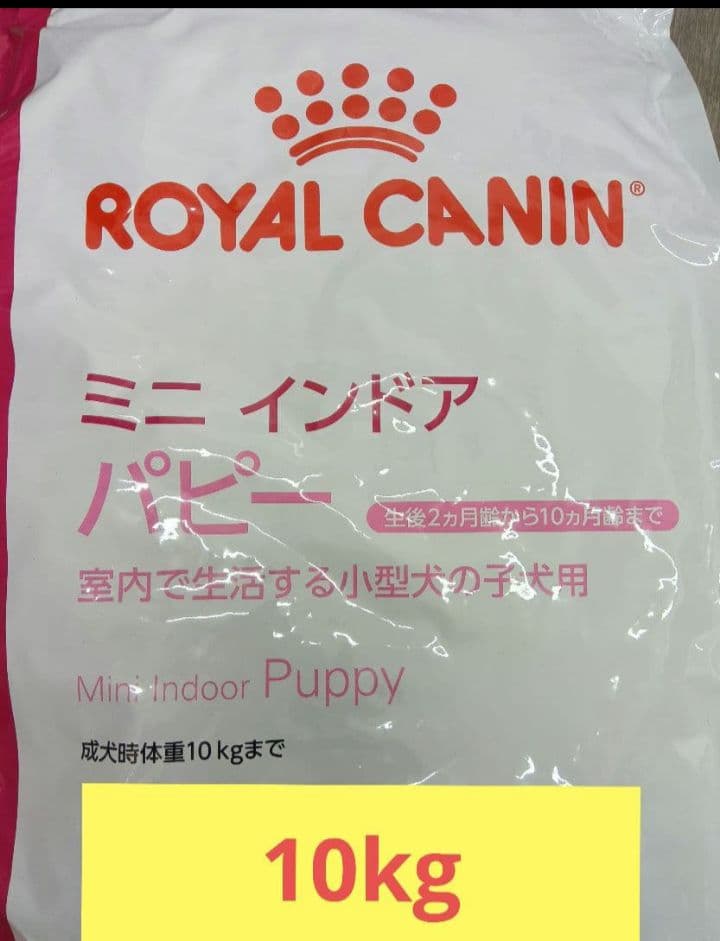 ROYAL CANIN®
ミニ インドア
パピー
生後2ヵ月齢から10ヵ月齢まで
室内で生活する小型犬の子犬用
Mini Indoor Puppy
成犬時体重10kgまで
10kg